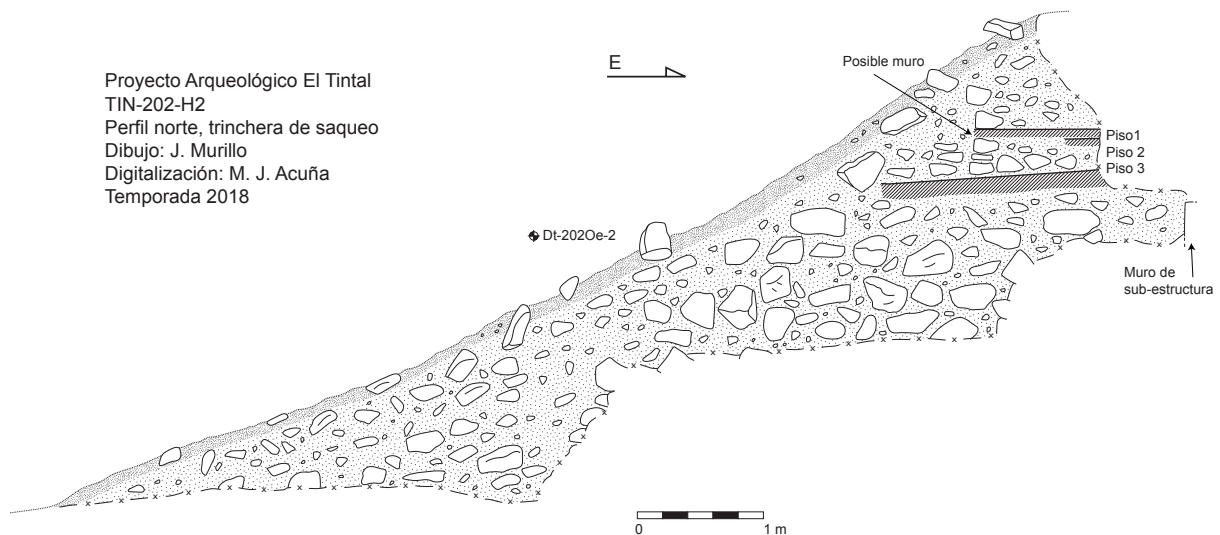 Proyecto Arqueológico El Tintal
TIN-202-H2
Perfil norte, trinchera de saqueo
Dibujo: J. Murillo
Digitalización: M. J. Acuña
Temporada 2018
E
Posible muro
Piso1
Piso 2
Piso 3
Dt-202Oe-2
Muro de
sub-estructura
0 1 m